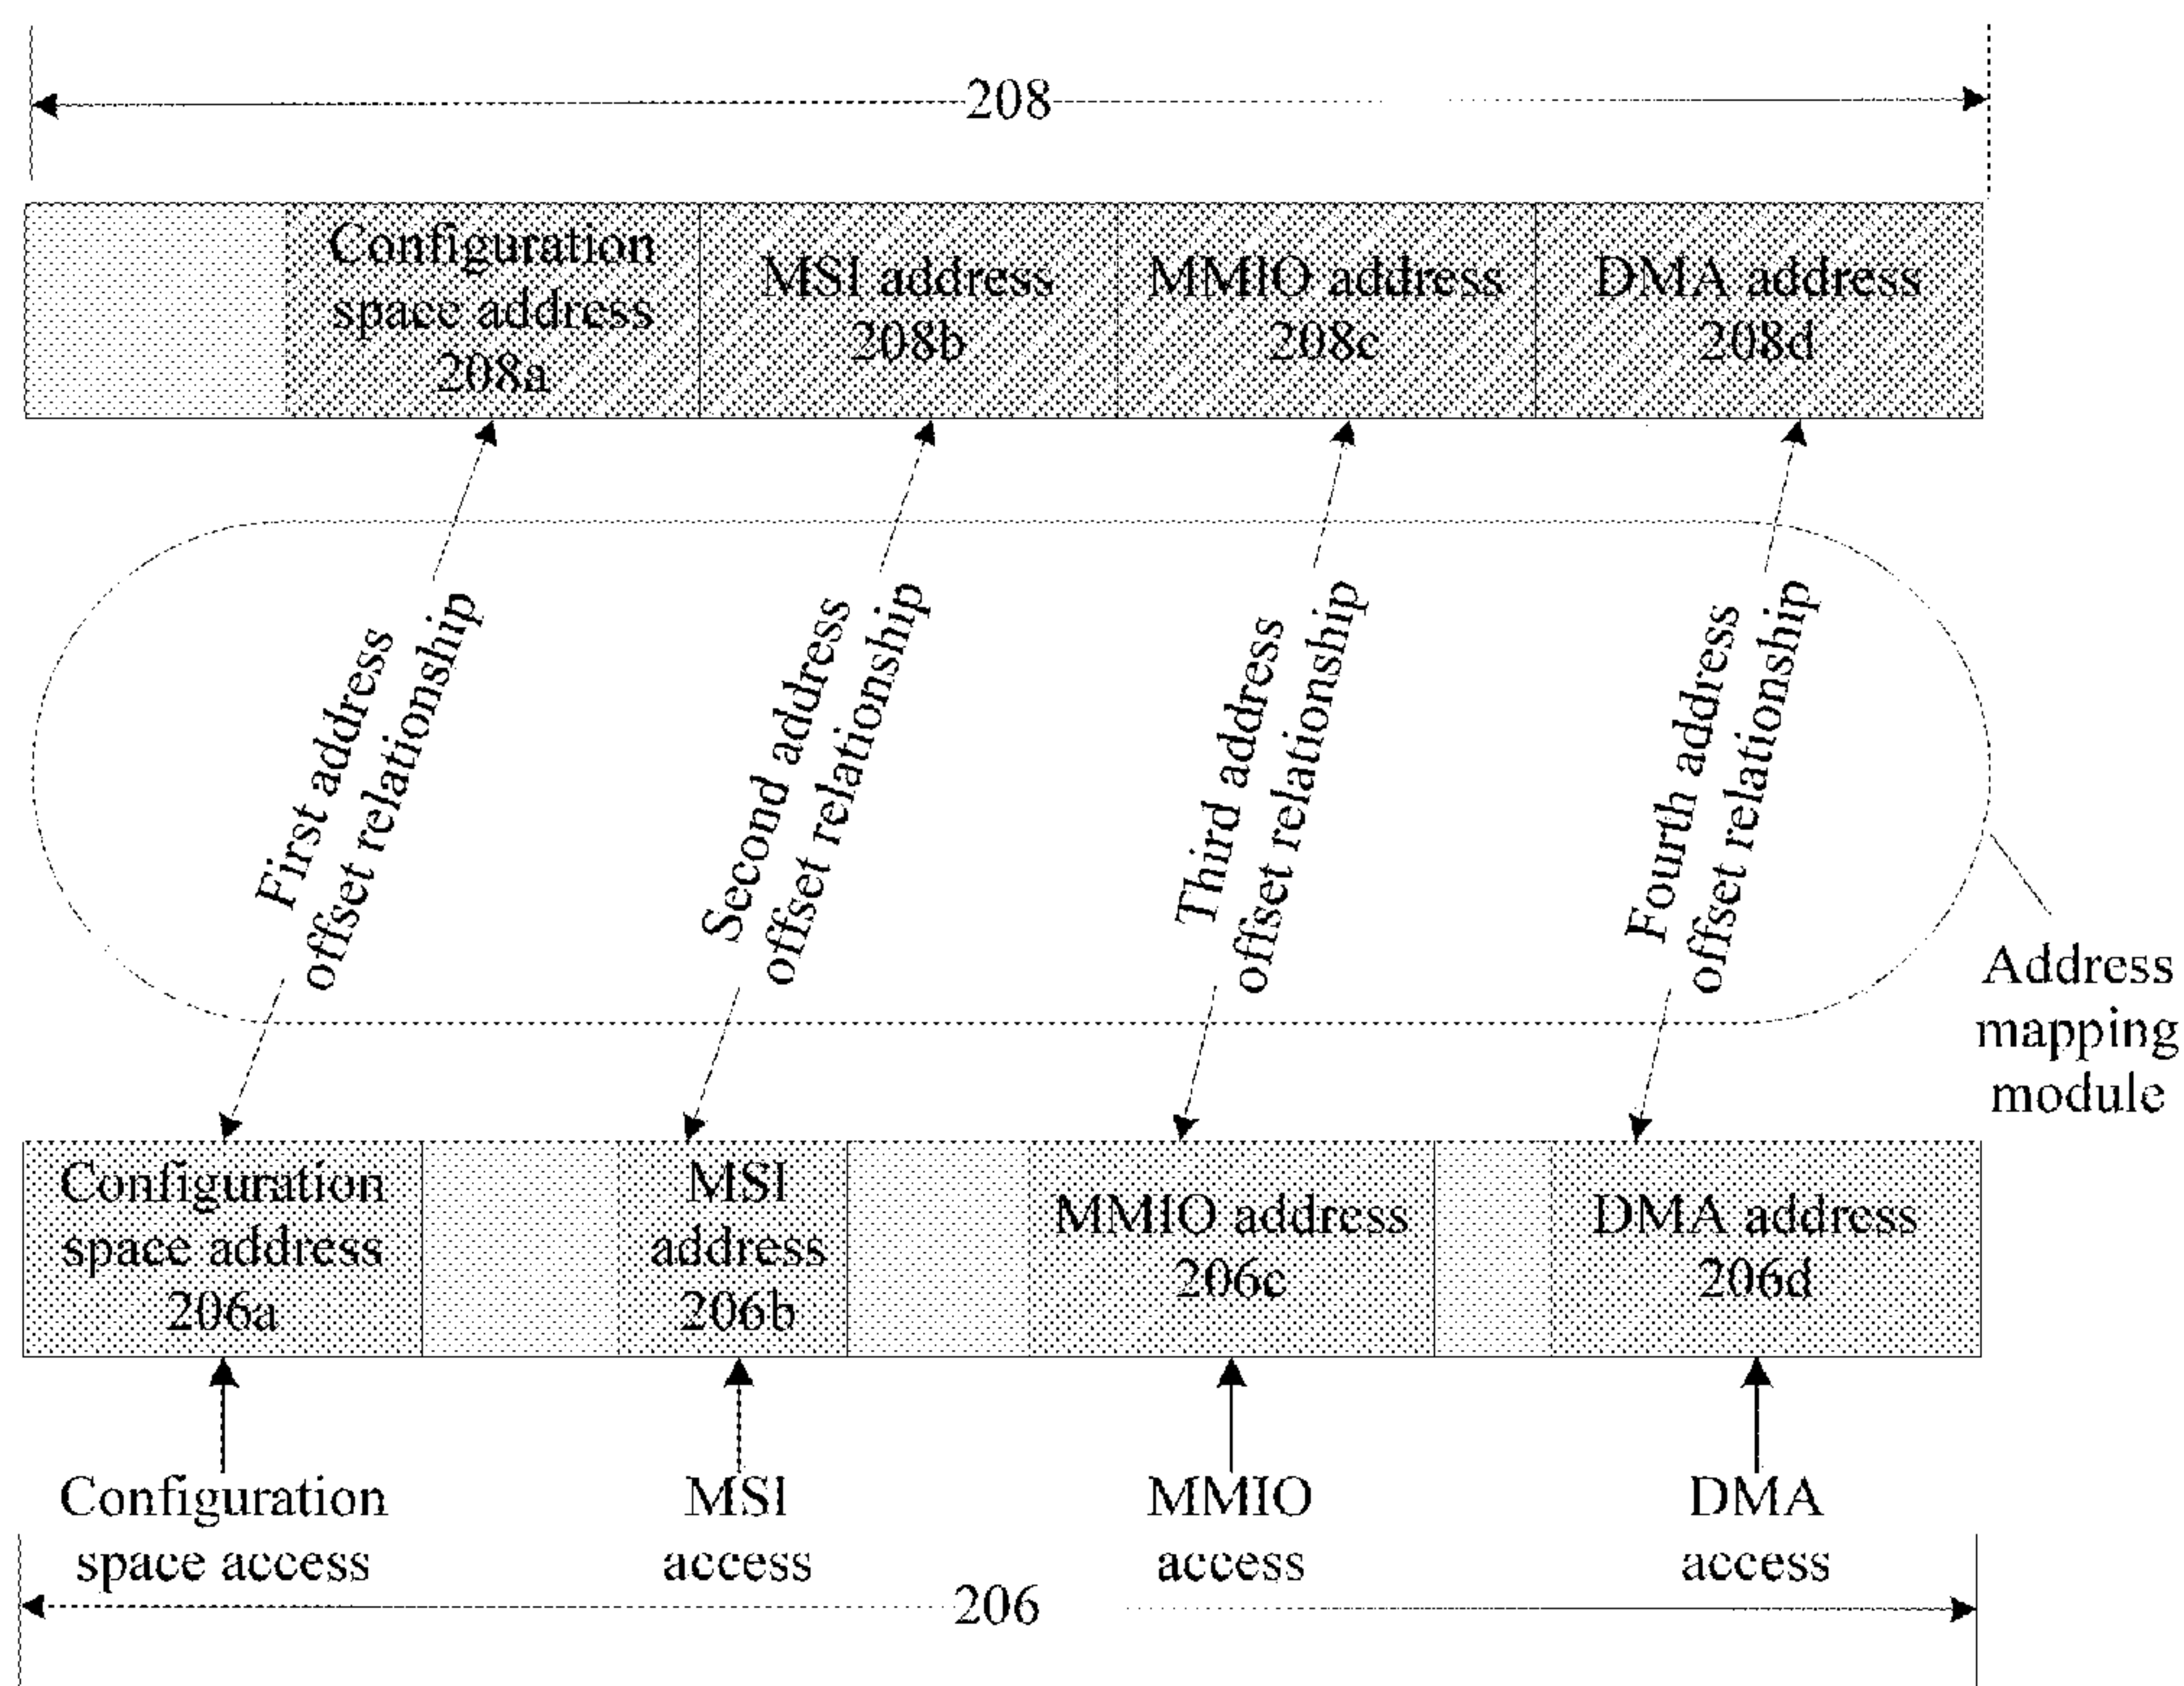 208
Configuration
space address
208a
MSI address
208b
MMIO address
208c
DMA address
208d
First address
offset relationship
Second address
offset relationship
Third address
offset relationship
Fourth address
offset relationship
Address
mapping
module
Configuration
space address
206a
MSI
address
206b
MMIO address
206c
DMA address
206d
Configuration
space access
MSI
access
MMIO
access
DMA
access
206